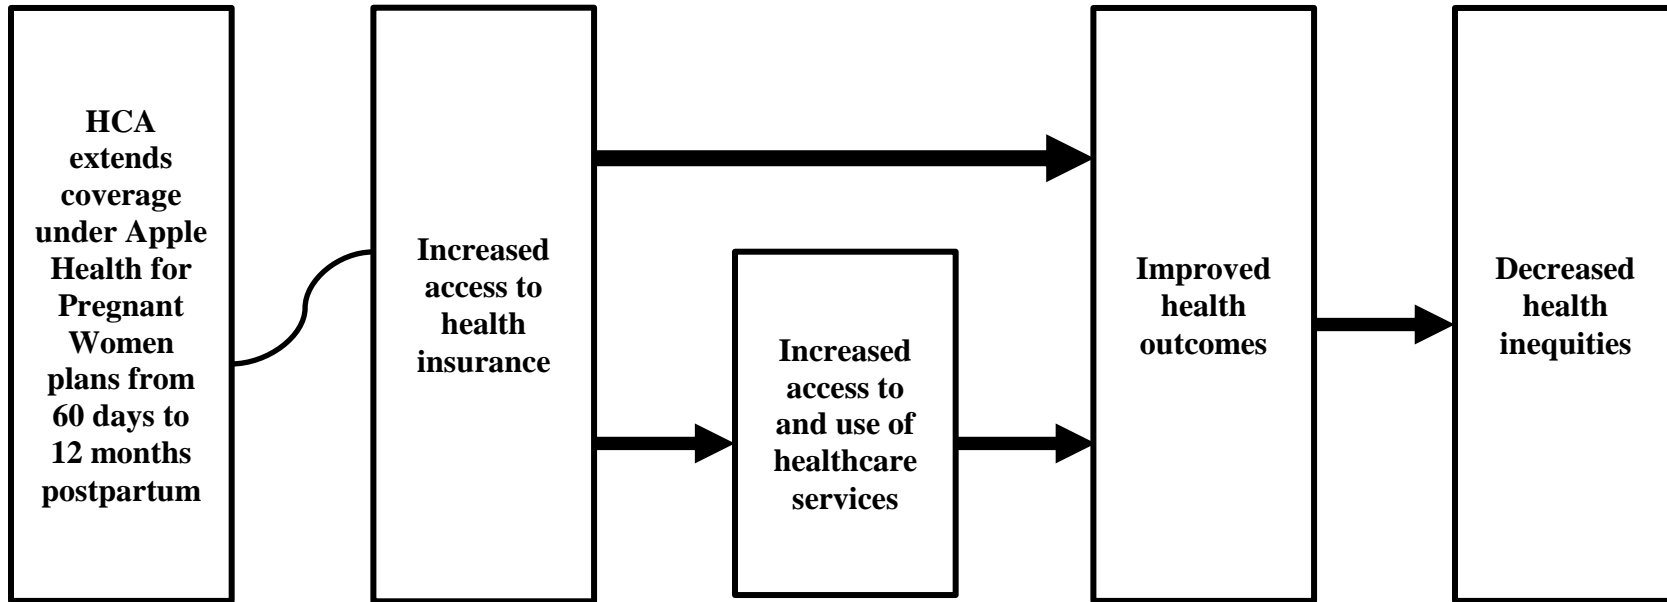 HCA
extends
coverage
under Apple
Health for
Pregnant
Women
plans from
60 days to
12 months
postpartum
Increased
access to
health
insurance
Increased
access to
and use of
healthcare
services
Improved
health
outcomes
Decreased
health
inequities